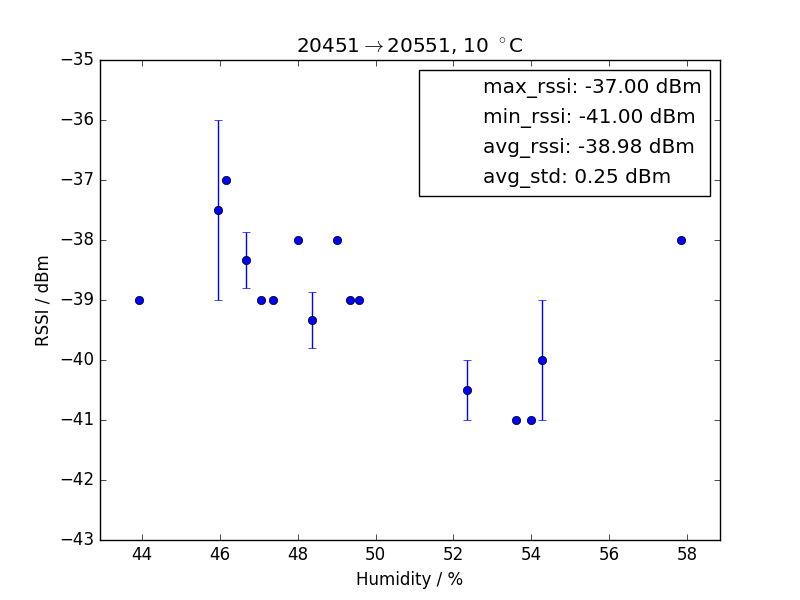 20451→20551, 10 °C
max_rssi: -37.00 dBm
min_rssi: -41.00 dBm
avg_rssi: -38.98 dBm
avg_std: 0.25 dBm
RSSI / dBm
−35
−36
−37
−38
−39
−40
−41
−42
−43
44 46 48 50 52 54 56 58
Humidity / %